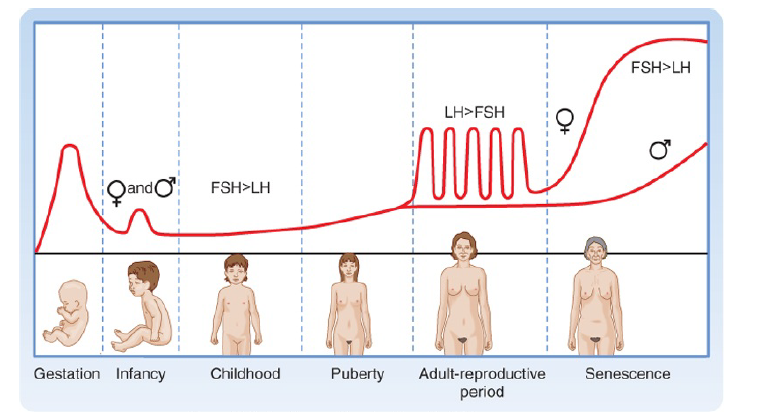 FSH>LH
LH>FSH
♀
♀and♂
FSH>LH
♂
Gestation
Infancy
Childhood
Puberty
Adult-reproductive
period
Senescence